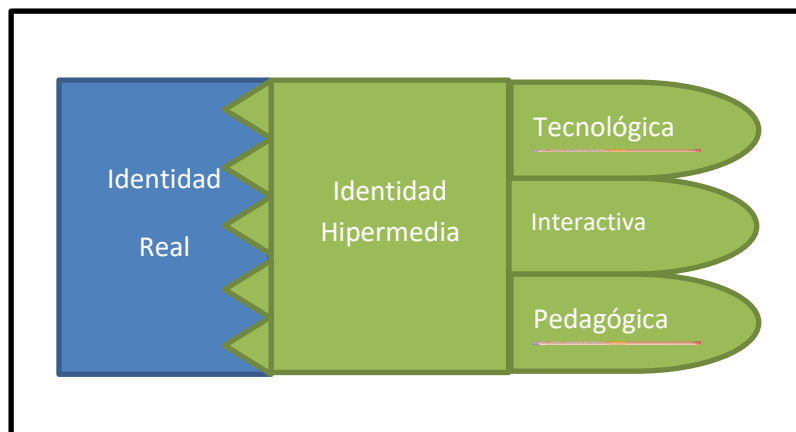 Identidad
Real
Identidad
Hipermedia
Tecnológica
Interactiva
Pedagógica